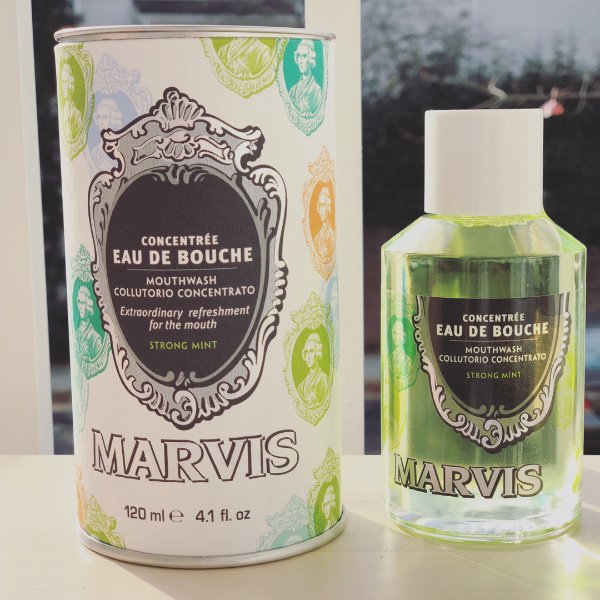 CONCENTRÉE
EAU DE BOUCHE
MOUTHWASH
COLLUTORIO CONCENTRATO
Extraordinary refreshment
for the mouth
STRONG MINT
MARVIS
120 ml ℮ 4.1 fl. oz
CONCENTRÉE
EAU DE BOUCHE
MOUTHWASH
COLLUTORIO CONCENTRATO
STRONG MINT
MARVIS